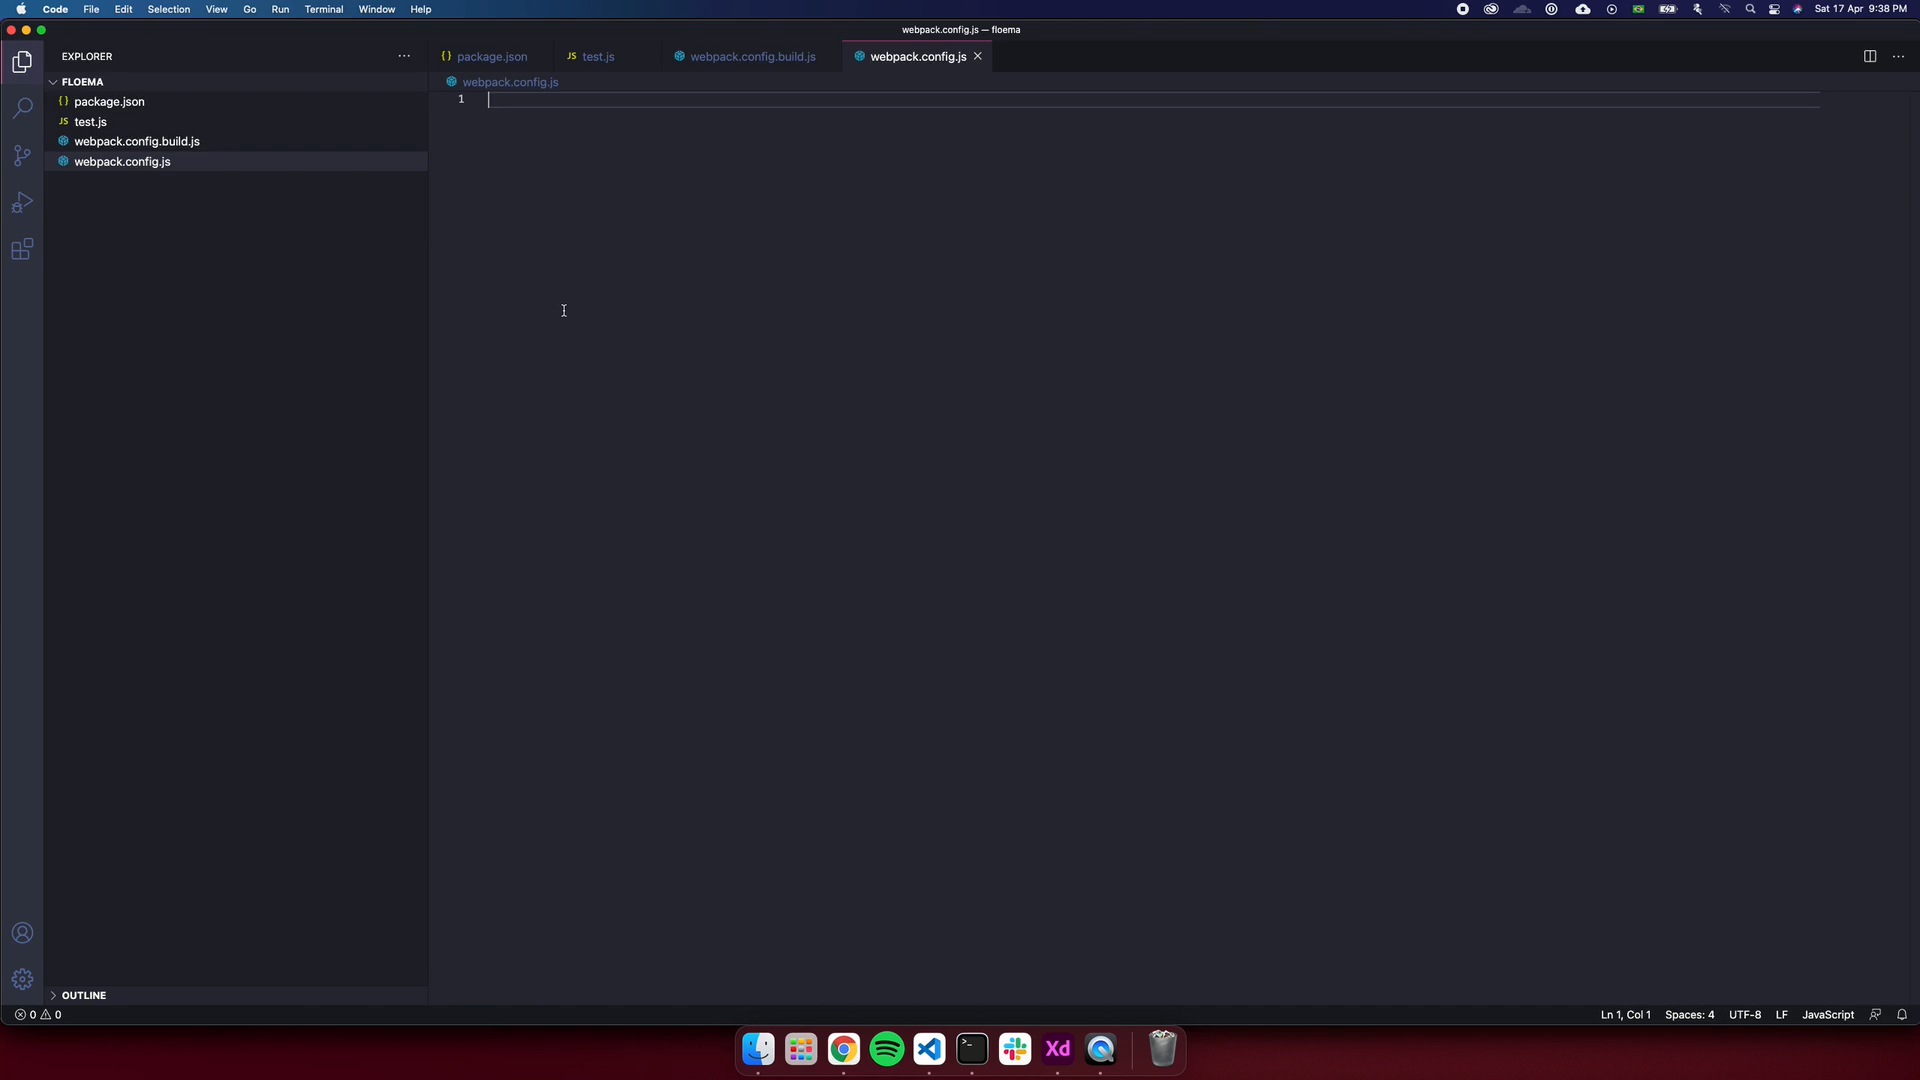 Code File Edit Selection View Go Run Terminal Window Help
Sat 17 Apr 9:38 PM
webpack.config.js — floema
EXPLORER
{ } package.json
JS test.js
webpack.config.build.js
webpack.config.js
FLOEMA
webpack.config.js
{ } package.json
JS test.js
webpack.config.build.js
webpack.config.js
1
OUTLINE
0 0
Ln 1, Col 1 Spaces: 4 UTF-8 LF JavaScript
>_
Xd